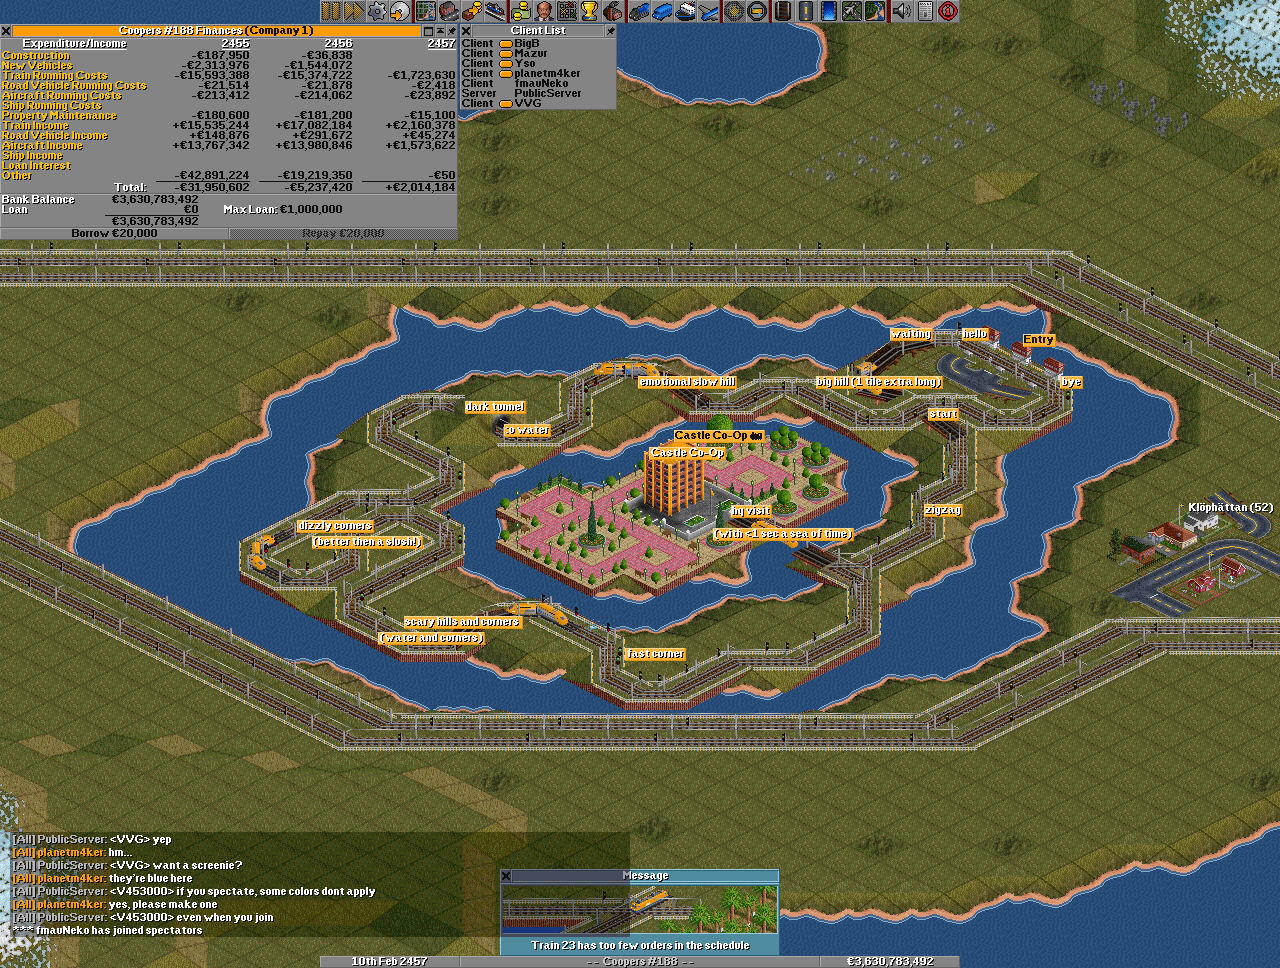 Coopers #188 Finances (Company 1)
Expenditure/Income 2455 2456 2457
Construction -€187,950 -€36,838
New Vehicles -€2,313,976 -€1,544,072
Train Running Costs -€15,593,388 -€15,374,722 -€1,723,630
Road Vehicle Running Costs -€21,514 -€21,878 -€2,418
Aircraft Running Costs -€213,412 -€214,062 -€23,892
Ship Running Costs
Property Maintenance -€180,600 -€181,200 -€15,100
Train Income +€15,535,244 +€17,082,184 +€2,160,378
Road Vehicle Income +€148,876 +€291,672 +€45,274
Aircraft Income +€13,767,342 +€13,980,846 +€1,573,622
Ship Income
Loan Interest
Other -€42,891,224 -€19,219,350 -€50
Total: -€31,950,602 -€5,237,420 +€2,014,184
Bank Balance €3,630,783,492
Loan €0 Max Loan: €1,000,000
€3,630,783,492
Borrow €20,000 Repay €20,000
Client List
Client BigB
Client Mazur
Client Yso
Client planetm4ker
Client fmauNeko
Server PublicServer
Client VVG
waiting
hello
Entry
emotional slow hill
big hill (1 tile extra long)
bye
dark tunnel
start
to water
Castle Co-Op
Castle Co-Op
hq visit
zigzag
Klöphattan (52)
dizzly corners
(with <1 sec a sea of time)
(better then a slush!)
scary hills and corners
(water and corners)
fast corner
[All] PublicServer: <VVG> yep
[All] planetm4ker: hm...
[All] PublicServer: <VVG> want a screenie?
[All] planetm4ker: they're blue here
[All] PublicServer: <V453000> if you spectate, some colors dont apply
[All] planetm4ker: yes, please make one
[All] PublicServer: <V453000> even when you join
*** fmauNeko has joined spectators
Message
Train 23 has too few orders in the schedule
10th Feb 2457
-- Coopers #188 --
€3,630,783,492